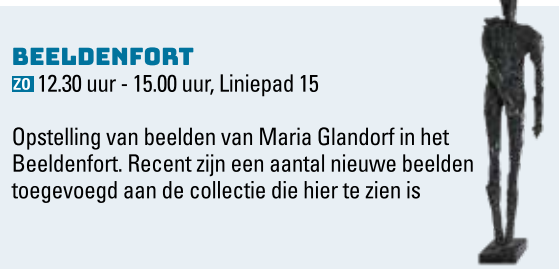 BEELDENFORT
ZO 12.30 uur - 15.00 uur, Liniepad 15
Opstelling van beelden van Maria Glandorf in het
Beeldenfort. Recent zijn een aantal nieuwe beelden
toegevoegd aan de collectie die hier te zien is